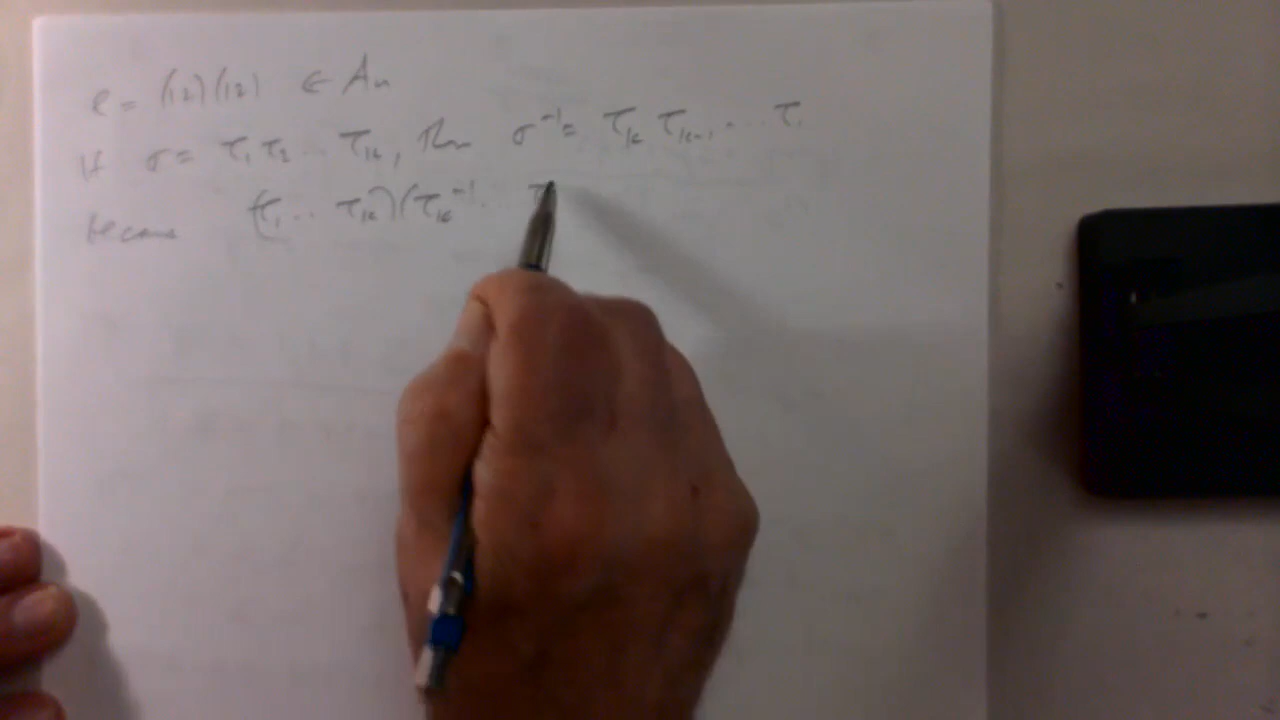 e = (12)(12) ∈ An
If σ = τ₁ τ₂ ... τₖ, then σ⁻¹ = τₖ τₖ₋₁ ... τ₁
because (τ₁ ... τₖ)(τₖ⁻¹ ... τ